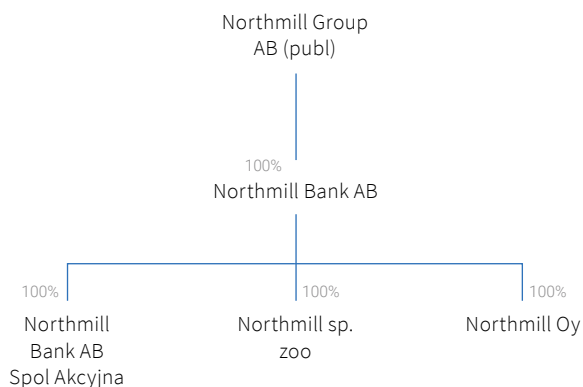 Northmill Group
AB (publ)
100%
Northmill Bank AB
100%
100%
100%
Northmill
Bank AB
Spol Akcyjna
Northmill sp.
zoo
Northmill Oy